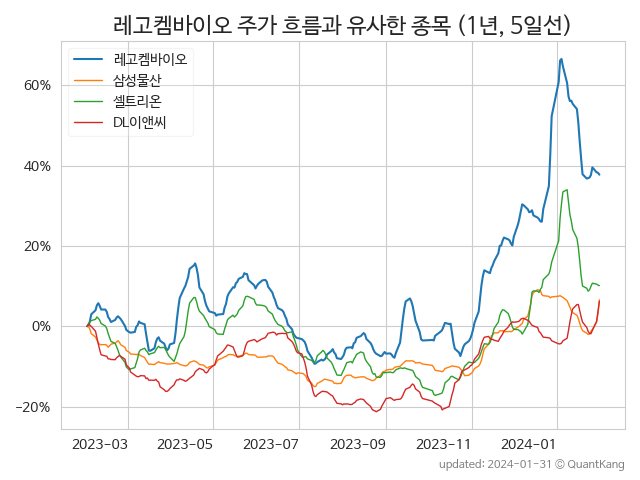 레고켐바이오 주가 흐름과 유사한 종목 (1년, 5일선)
레고켐바이오
삼성물산
셀트리온
DL이앤씨
60%
40%
20%
0%
−20%
2023-03 2023-05 2023-07 2023-09 2023-11 2024-01
updated: 2024-01-31 © QuantKang